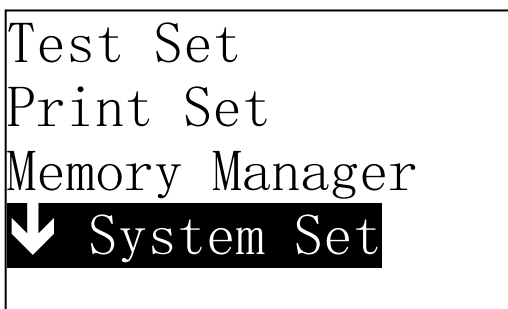 Test Set
Print Set
Memory Manager
↓ System Set